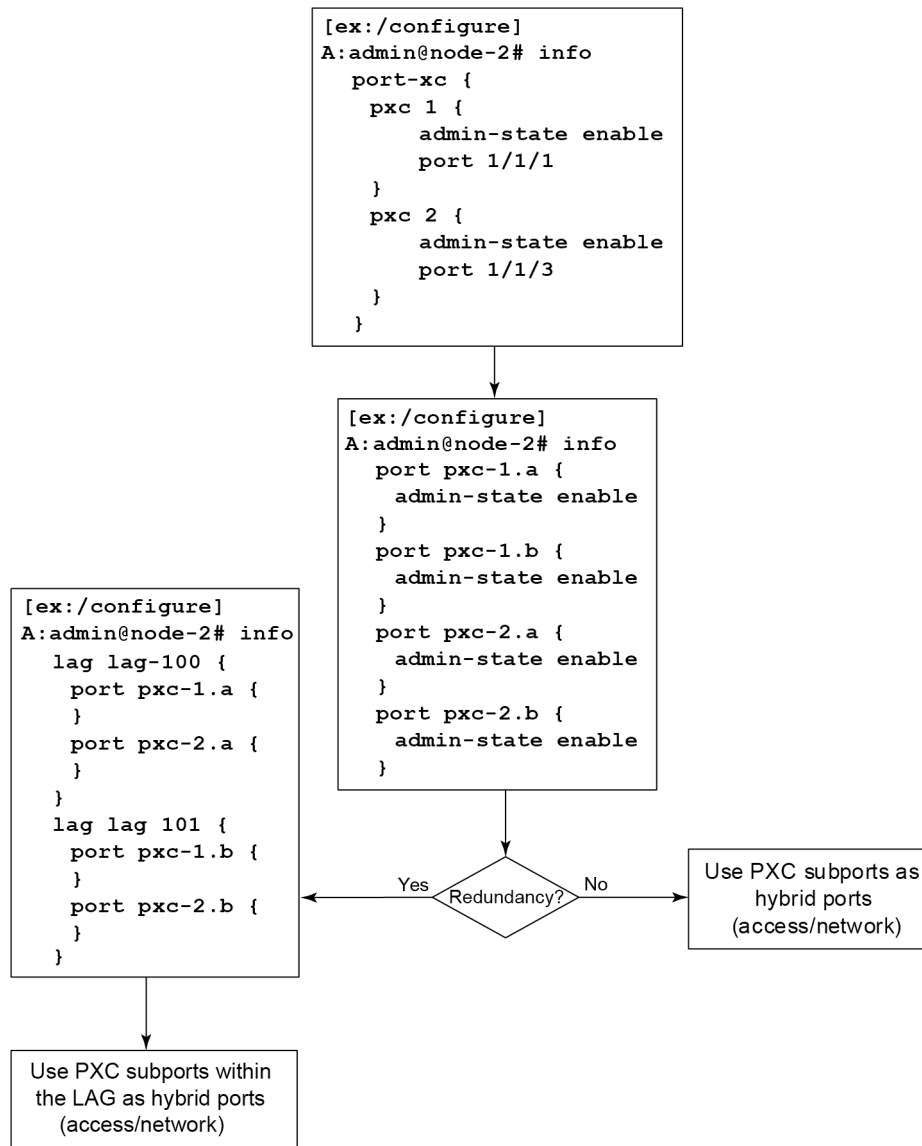 [ex:/configure]
A:admin@node-2# info
port-xc {
pxc 1 {
admin-state enable
port 1/1/1
}
pxc 2 {
admin-state enable
port 1/1/3
}
}
[ex:/configure]
A:admin@node-2# info
port pxc-1.a {
admin-state enable
}
port pxc-1.b {
admin-state enable
}
port pxc-2.a {
admin-state enable
}
port pxc-2.b {
admin-state enable
}
[ex:/configure]
A:admin@node-2# info
lag lag-100 {
port pxc-1.a {
}
port pxc-2.a {
}
}
lag lag 101 {
port pxc-1.b {
}
port pxc-2.b {
}
}
Yes
Redundancy?
No
Use PXC subports as
hybrid ports
(access/network)
Use PXC subports within
the LAG as hybrid ports
(access/network)